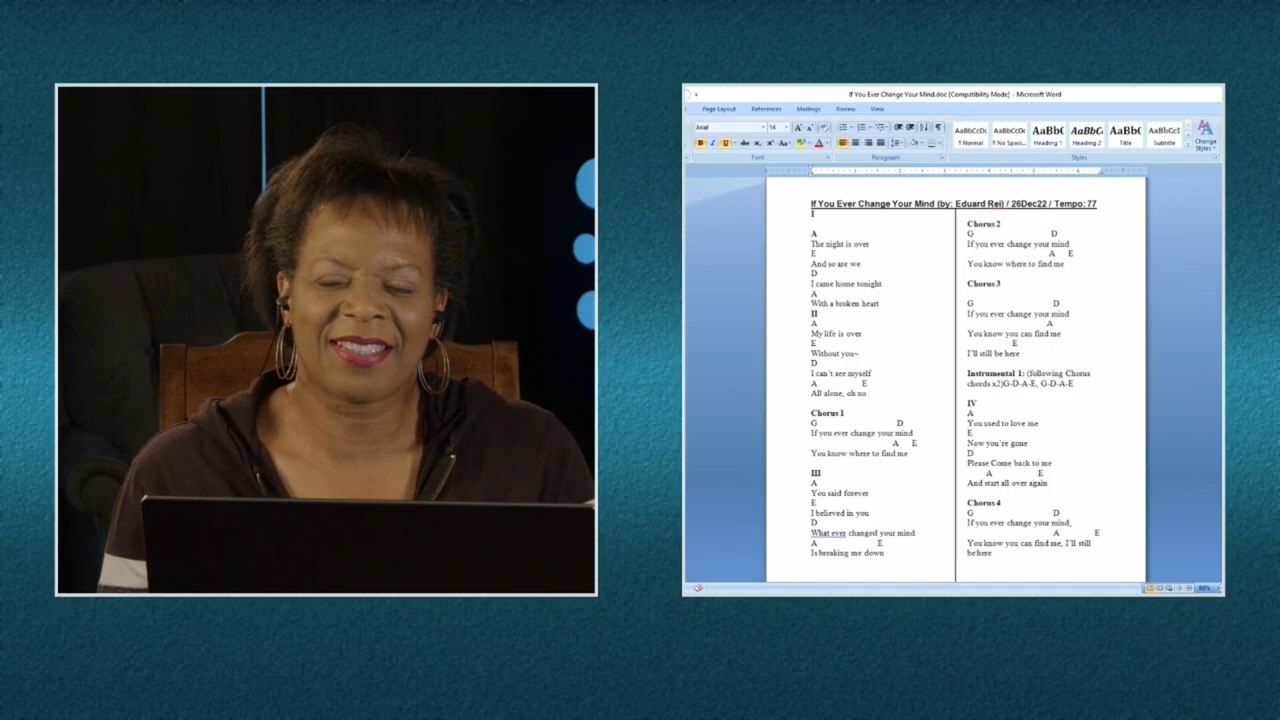 If You Ever Change Your Mind.doc [Compatibility Mode] - Microsoft Word
Page Layout References Mailings Review View
Arial 14
AaBbCcDc AaBbCcDc AaBbC AaBbCc AaBbC AaBbCcI
¶ Normal ¶ No Spaci... Heading 1 Heading 2 Title Subtitle Change Styles
Font Paragraph Styles
If You Ever Change Your Mind (by: Eduard Rei) / 26Dec22 / Tempo: 77
I
A
The night is over
E
And so are we
D
I came home tonight
A
With a broken heart
II
A
My life is over
E
Without you~
D
I can't see myself
A E
All alone, oh no
Chorus 1
G D
If you ever change your mind
A E
You know where to find me
III
A
You said forever
E
I believed in you
D
What ever changed your mind
A E
Is breaking me down
Chorus 2
G D
If you ever change your mind
A E
You know where to find me
Chorus 3
G D
If you ever change your mind
A
You know you can find me
E
I'll still be here
Instrumental 1: (following Chorus
chords x2)G-D-A-E, G-D-A-E
IV
A
You used to love me
E
Now you're gone
D
Please Come back to me
A E
And start all over again
Chorus 4
G D
If you ever change your mind,
A E
You know you can find me, I'll still
be here